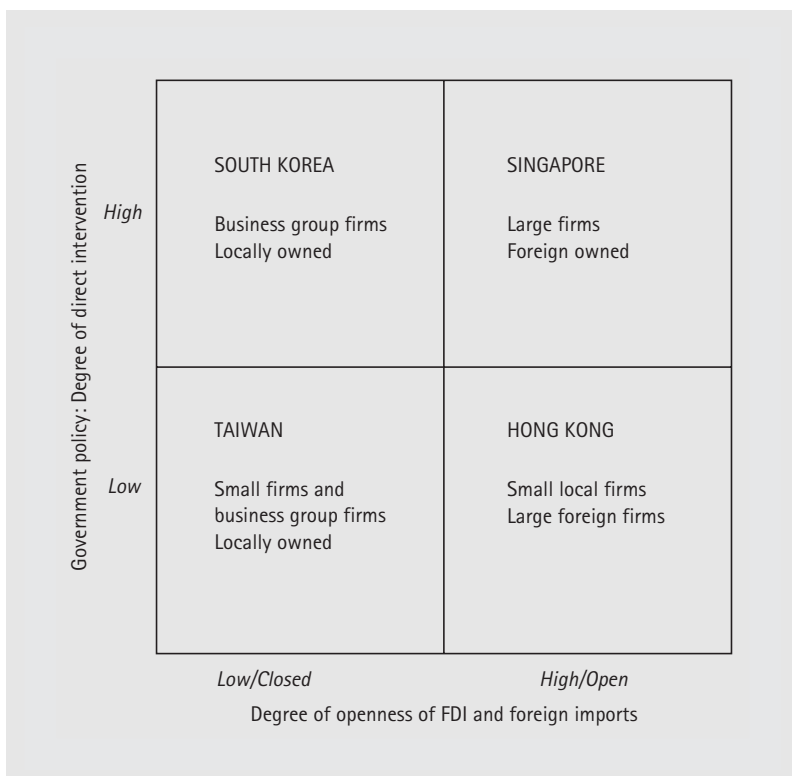 Government policy: Degree of direct intervention
High
SOUTH KOREA
Business group firms
Locally owned
SINGAPORE
Large firms
Foreign owned
Low
TAIWAN
Small firms and
business group firms
Locally owned
HONG KONG
Small local firms
Large foreign firms
Low/Closed
High/Open
Degree of openness of FDI and foreign imports